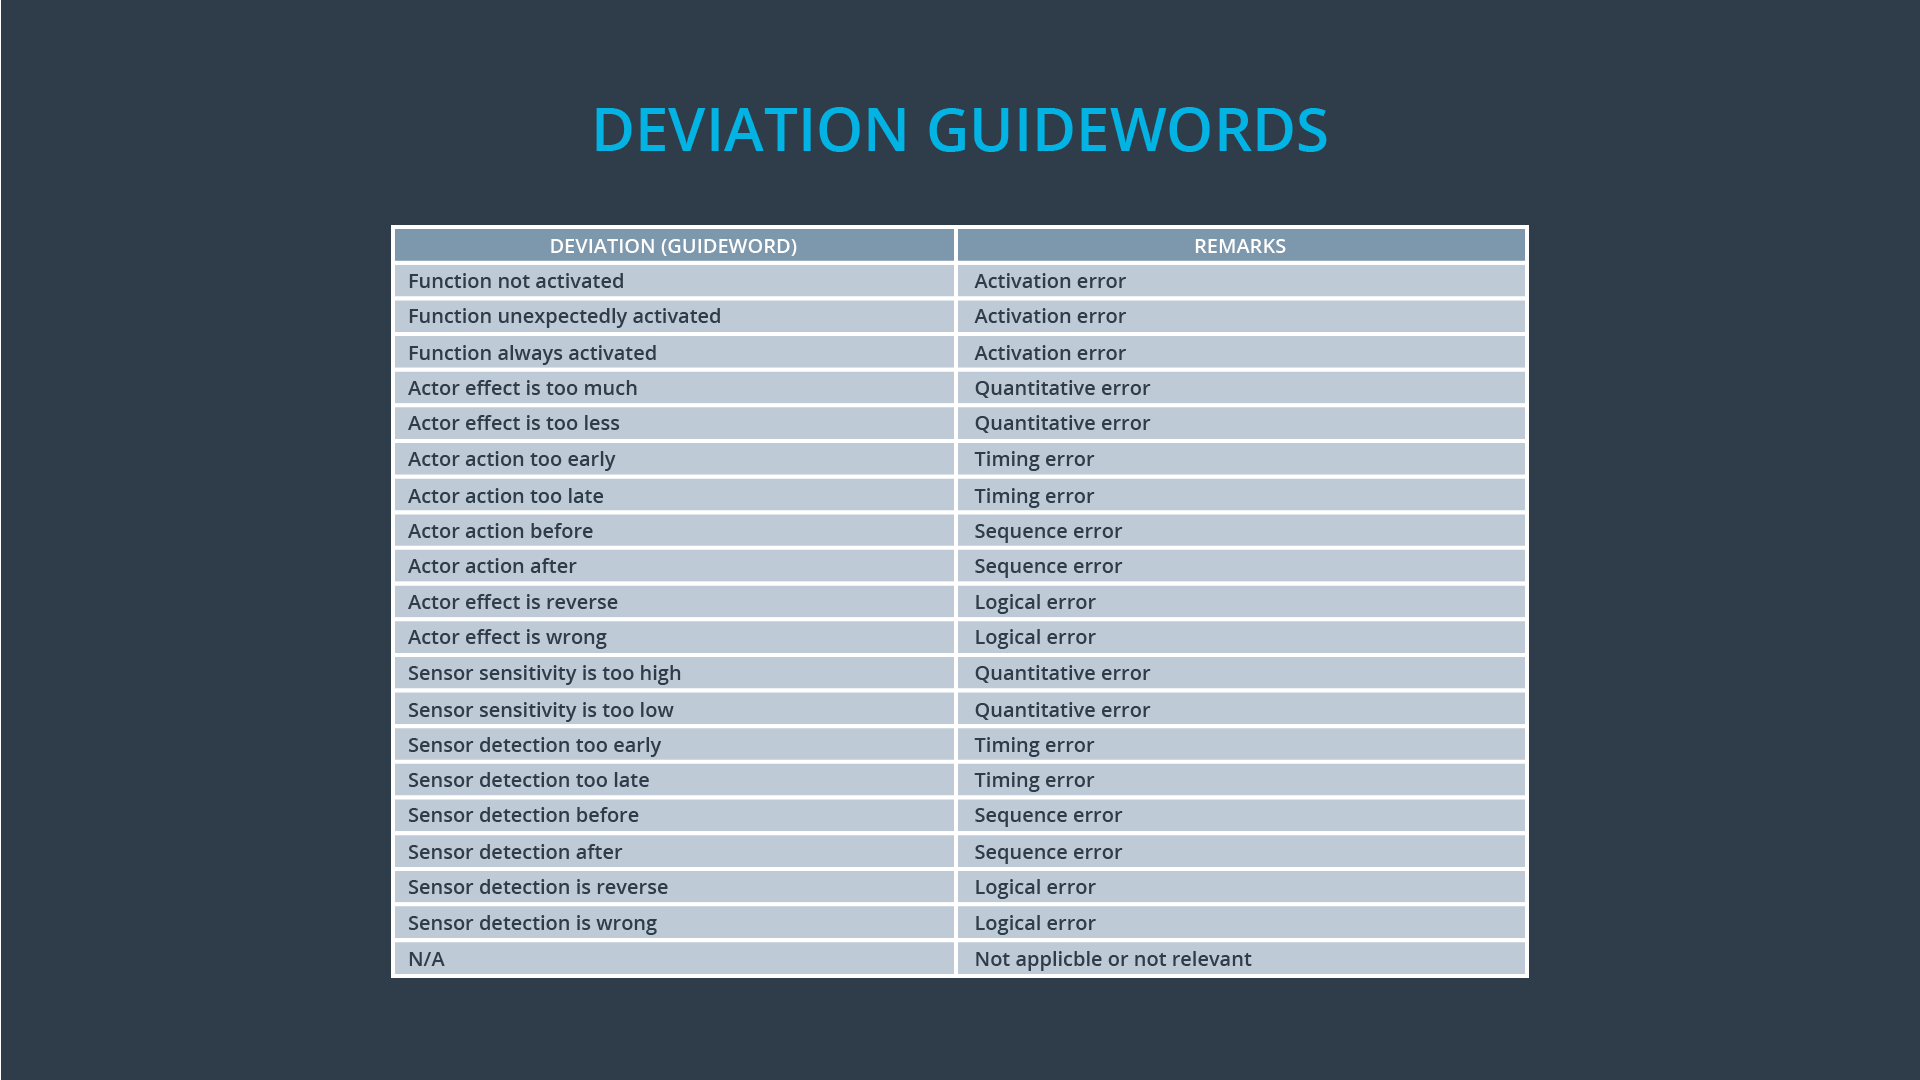 DEVIATION GUIDEWORDS
DEVIATION (GUIDEWORD) REMARKS
Function not activated Activation error
Function unexpectedly activated Activation error
Function always activated Activation error
Actor effect is too much Quantitative error
Actor effect is too less Quantitative error
Actor action too early Timing error
Actor action too late Timing error
Actor action before Sequence error
Actor action after Sequence error
Actor effect is reverse Logical error
Actor effect is wrong Logical error
Sensor sensitivity is too high Quantitative error
Sensor sensitivity is too low Quantitative error
Sensor detection too early Timing error
Sensor detection too late Timing error
Sensor detection before Sequence error
Sensor detection after Sequence error
Sensor detection is reverse Logical error
Sensor detection is wrong Logical error
N/A Not applicble or not relevant